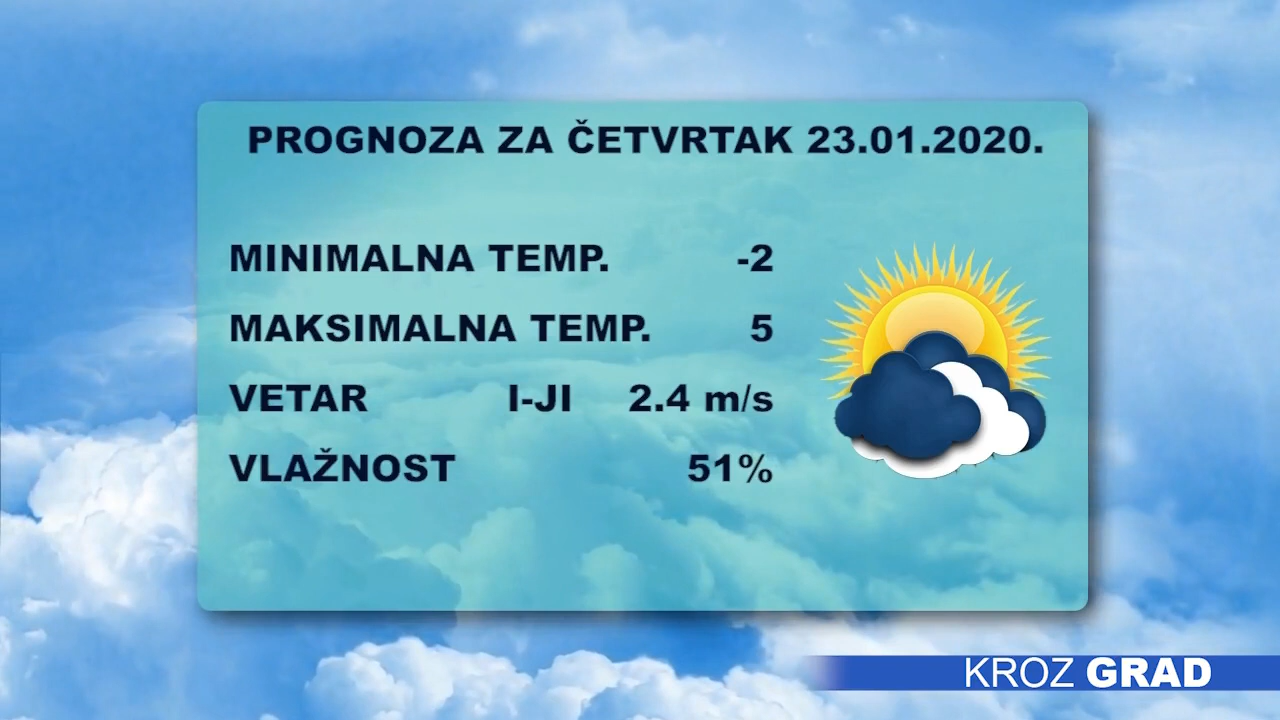 PROGNOZA ZA ČETVRTAK 23.01.2020.
MINIMALNA TEMP. -2
MAKSIMALNA TEMP. 5
VETAR I-JI 2.4 m/s
VLAŽNOST 51%
KROZ GRAD